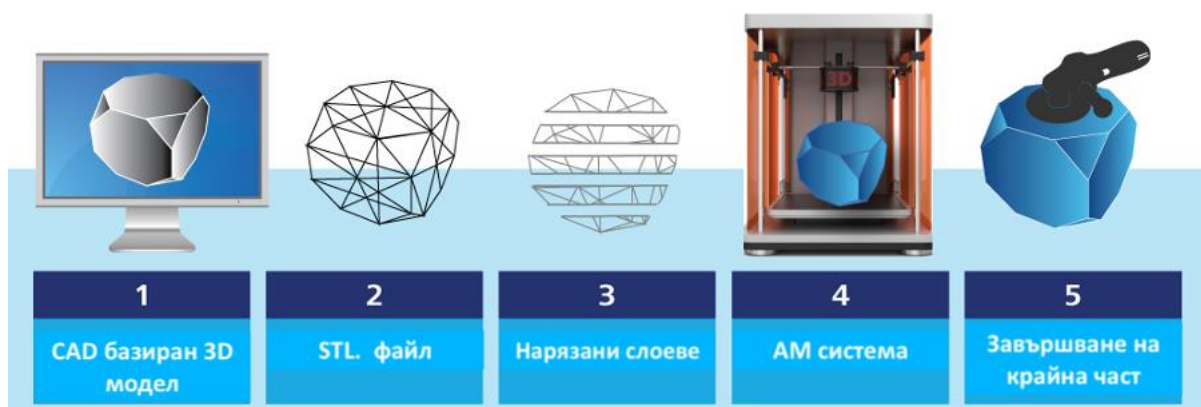 3D
1
2
3
4
5
CAD базиран 3D
модел
STL. файл
Нарязани слоеве
AM система
Завършване на
крайна част